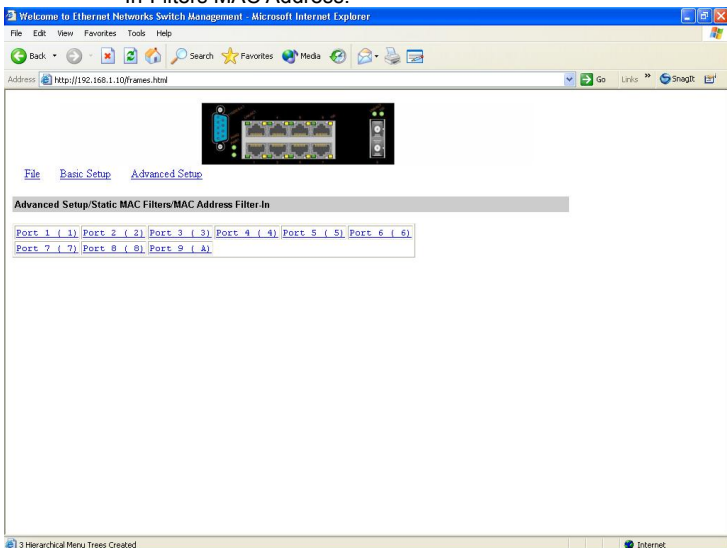 In-Filters MAC Address.
Welcome to Ethernet Networks Switch Management - Microsoft Internet Explorer
File Edit View Favorites Tools Help
Back Search Favorites Media
Address http://192.168.1.10/frames.html Go Links » SnagIt
File Basic Setup Advanced Setup
Advanced Setup/Static MAC Filters/MAC Address Filter-In
Port 1 ( 1) Port 2 ( 2) Port 3 ( 3) Port 4 ( 4) Port 5 ( 5) Port 6 ( 6)
Port 7 ( 7) Port 8 ( 8) Port 9 ( A)
3 Hierarchical Menu Trees Created Internet